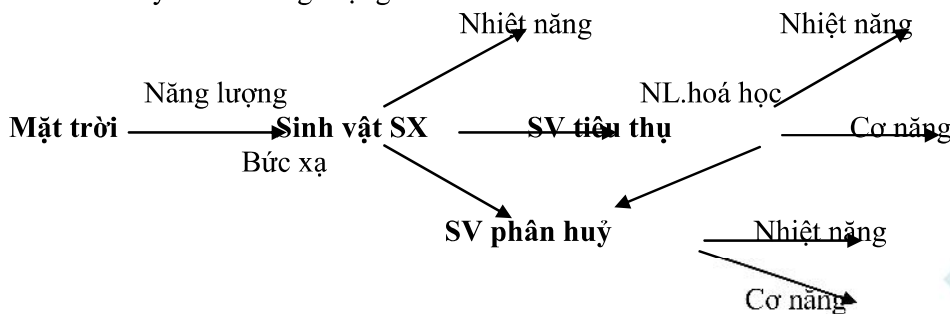 Nhiệt năng Nhiệt năng
Năng lượng NL.hoá học
Mặt trời Sinh vật SX SV tiêu thụ Cơ năng
Bức xạ
SV phân huỷ Nhiệt năng
Cơ năng